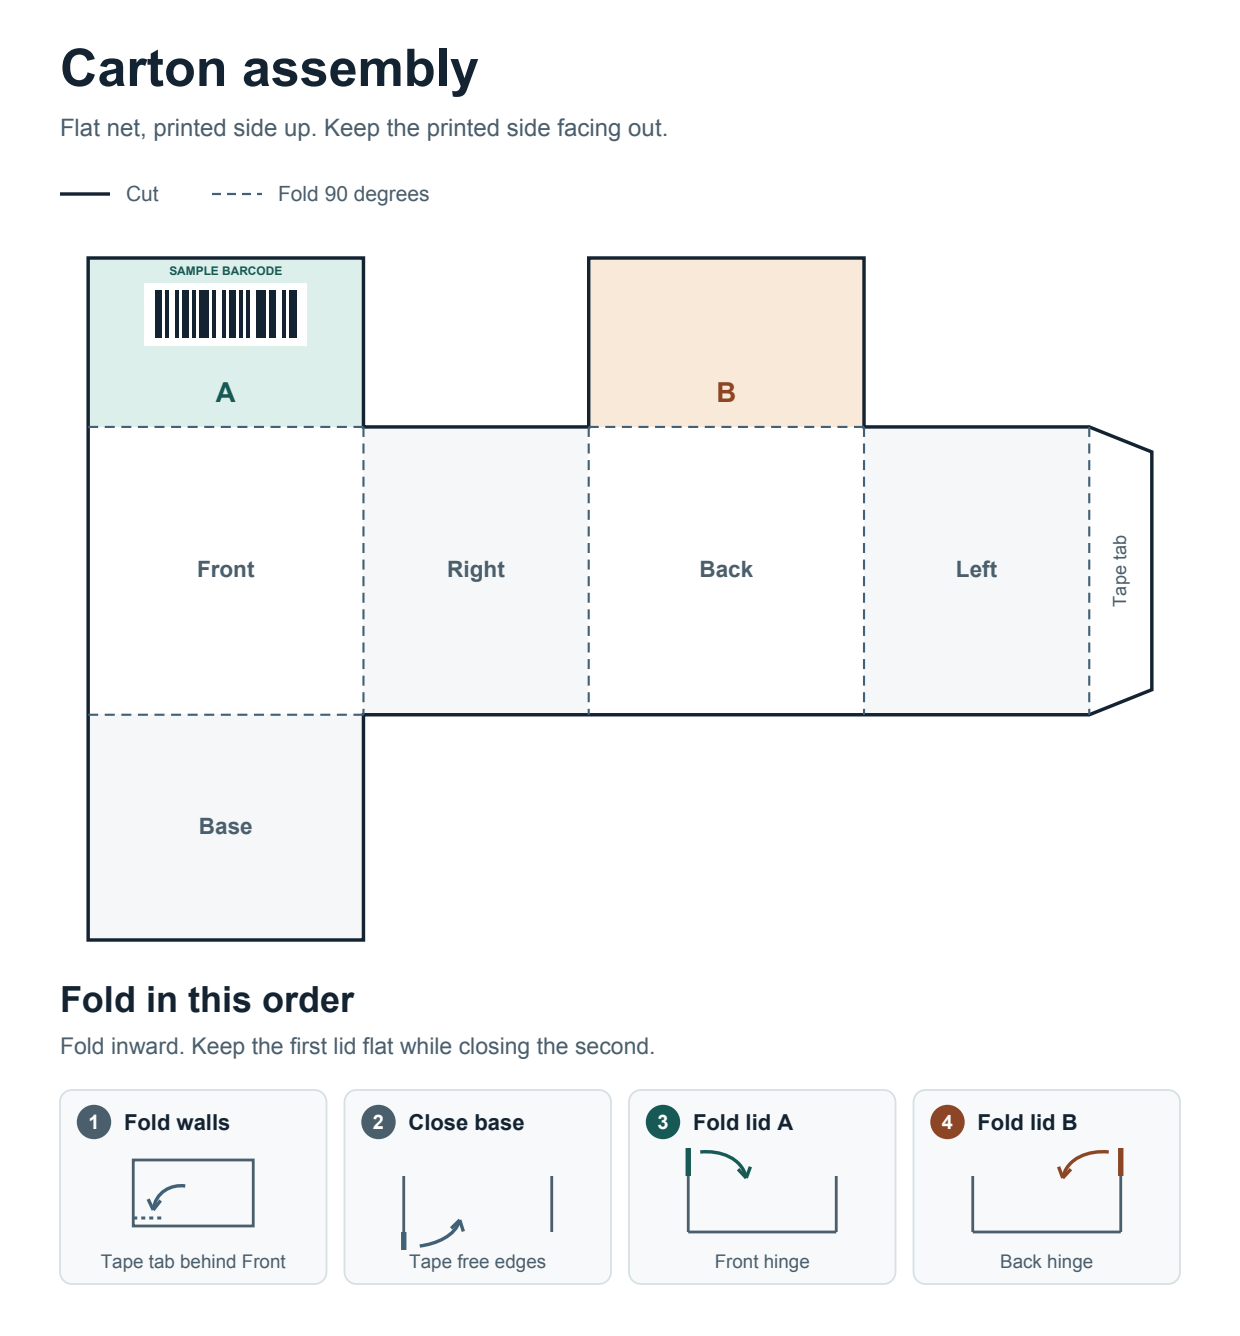 Carton assembly
Flat net, printed side up. Keep the printed side facing out.
Cut
Fold 90 degrees
SAMPLE BARCODE
A
B
Front
Right
Back
Left
Tape tab
Base
Fold in this order
Fold inward. Keep the first lid flat while closing the second.
1 Fold walls
Tape tab behind Front
2 Close base
Tape free edges
3 Fold lid A
Front hinge
4 Fold lid B
Back hinge